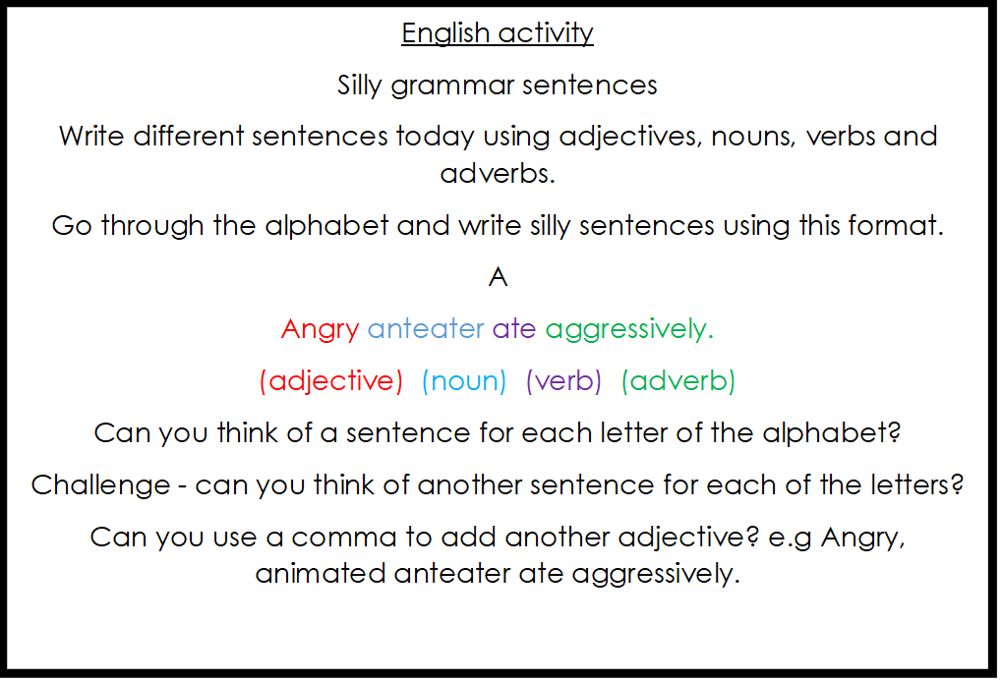 English activity
Silly grammar sentences
Write different sentences today using adjectives, nouns, verbs and
adverbs.
Go through the alphabet and write silly sentences using this format.
A
Angry anteater ate aggressively.
(adjective) (noun) (verb) (adverb)
Can you think of a sentence for each letter of the alphabet?
Challenge - can you think of another sentence for each of the letters?
Can you use a comma to add another adjective? e.g Angry,
animated anteater ate aggressively.